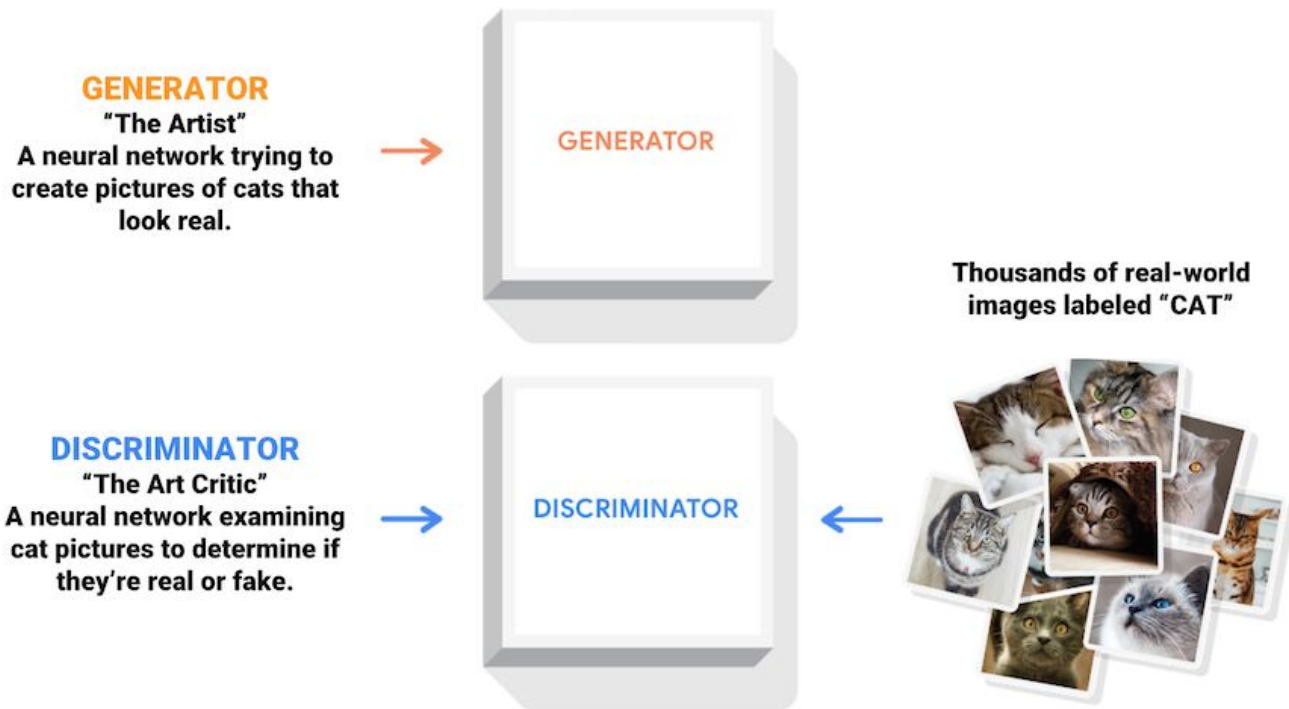 GENERATOR
“The Artist”
A neural network trying to
create pictures of cats that
look real.
GENERATOR
Thousands of real-world
images labeled “CAT”
DISCRIMINATOR
“The Art Critic”
A neural network examining
cat pictures to determine if
they’re real or fake.
DISCRIMINATOR